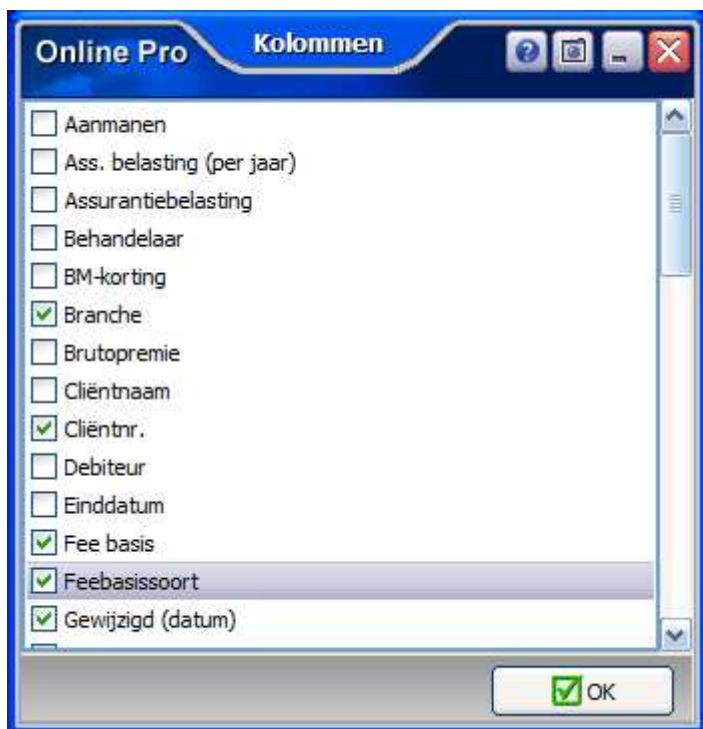 Online Pro
Kolommen
Aanmanen
Ass. belasting (per jaar)
Assurantiebelasting
Behandelaar
BM-korting
Branche
Brutopremie
Cliëntnaam
Cliëntnr.
Debiteur
Einddatum
Fee basis
Feebasissoort
Gewijzigd (datum)
OK